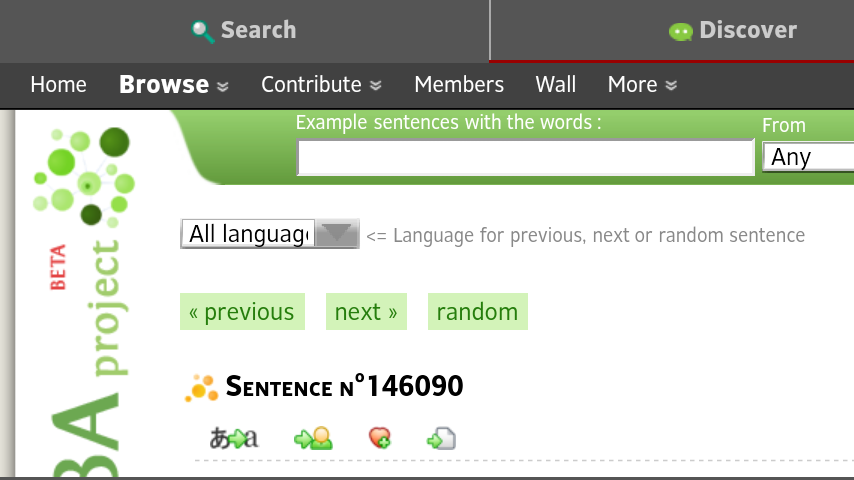 Search
Discover
Home
Browse
Contribute
Members
Wall
More
Example sentences with the words :
From
Any
All languag
<= Language for previous, next or random sentence
« previous
next »
random
Sentence n°146090
あ a
BETA
BA project